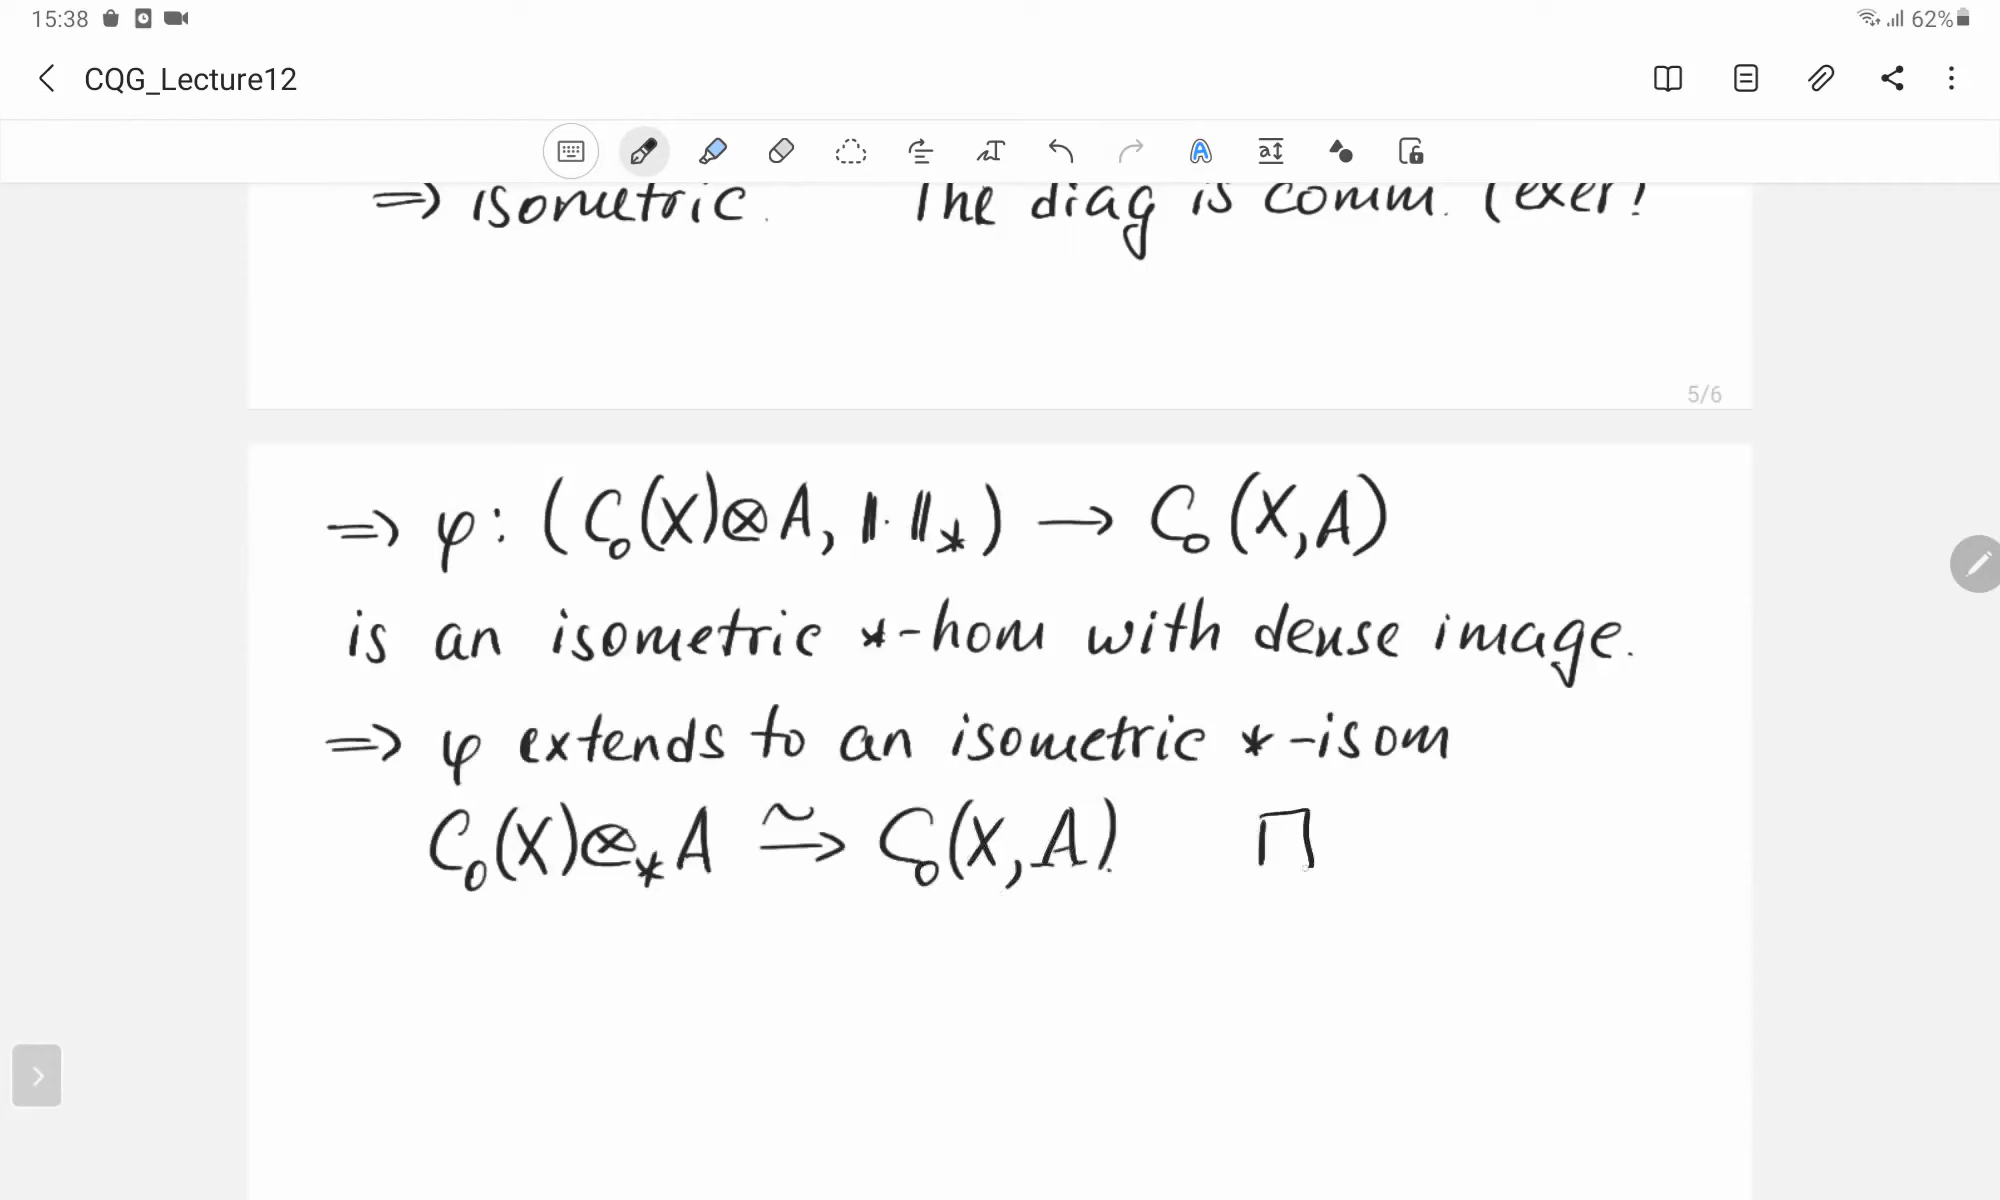 15:38 62%
CQG_Lecture12
⇒ isometric. The diag is comm. (exer!
5/6
⇒ φ: (C₀(X)⊗A, ‖·‖_*) → C₀(X,A)
is an isometric *-hom with dense image.
⇒ φ extends to an isometric *-isom
C₀(X)⊗_* A ⥲ C₀(X,A)